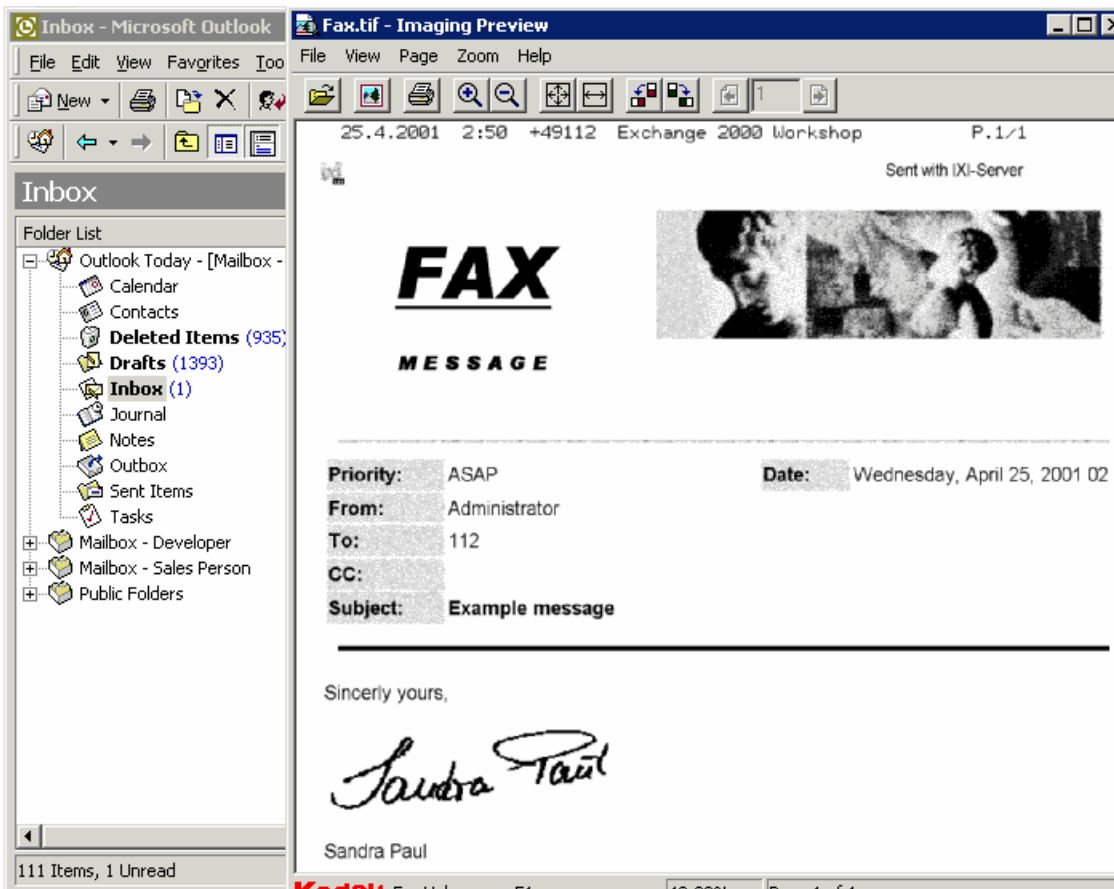 Inbox - Microsoft Outlook
File Edit View Favorites Too
New
Inbox
Folder List
Outlook Today - [Mailbox -
Calendar
Contacts
Deleted Items (935)
Drafts (1393)
Inbox (1)
Journal
Notes
Outbox
Sent Items
Tasks
Mailbox - Developer
Mailbox - Sales Person
Public Folders
111 Items, 1 Unread
Fax.tif - Imaging Preview
File View Page Zoom Help
1
25.4.2001 2:50 +49112 Exchange 2000 Workshop P.1/1
Sent with IXI-Server
FAX
MESSAGE
Priority: ASAP Date: Wednesday, April 25, 2001 02
From: Administrator
To: 112
CC:
Subject: Example message
Sincerly yours,
Sandra Paul
Sandra Paul
Kodak